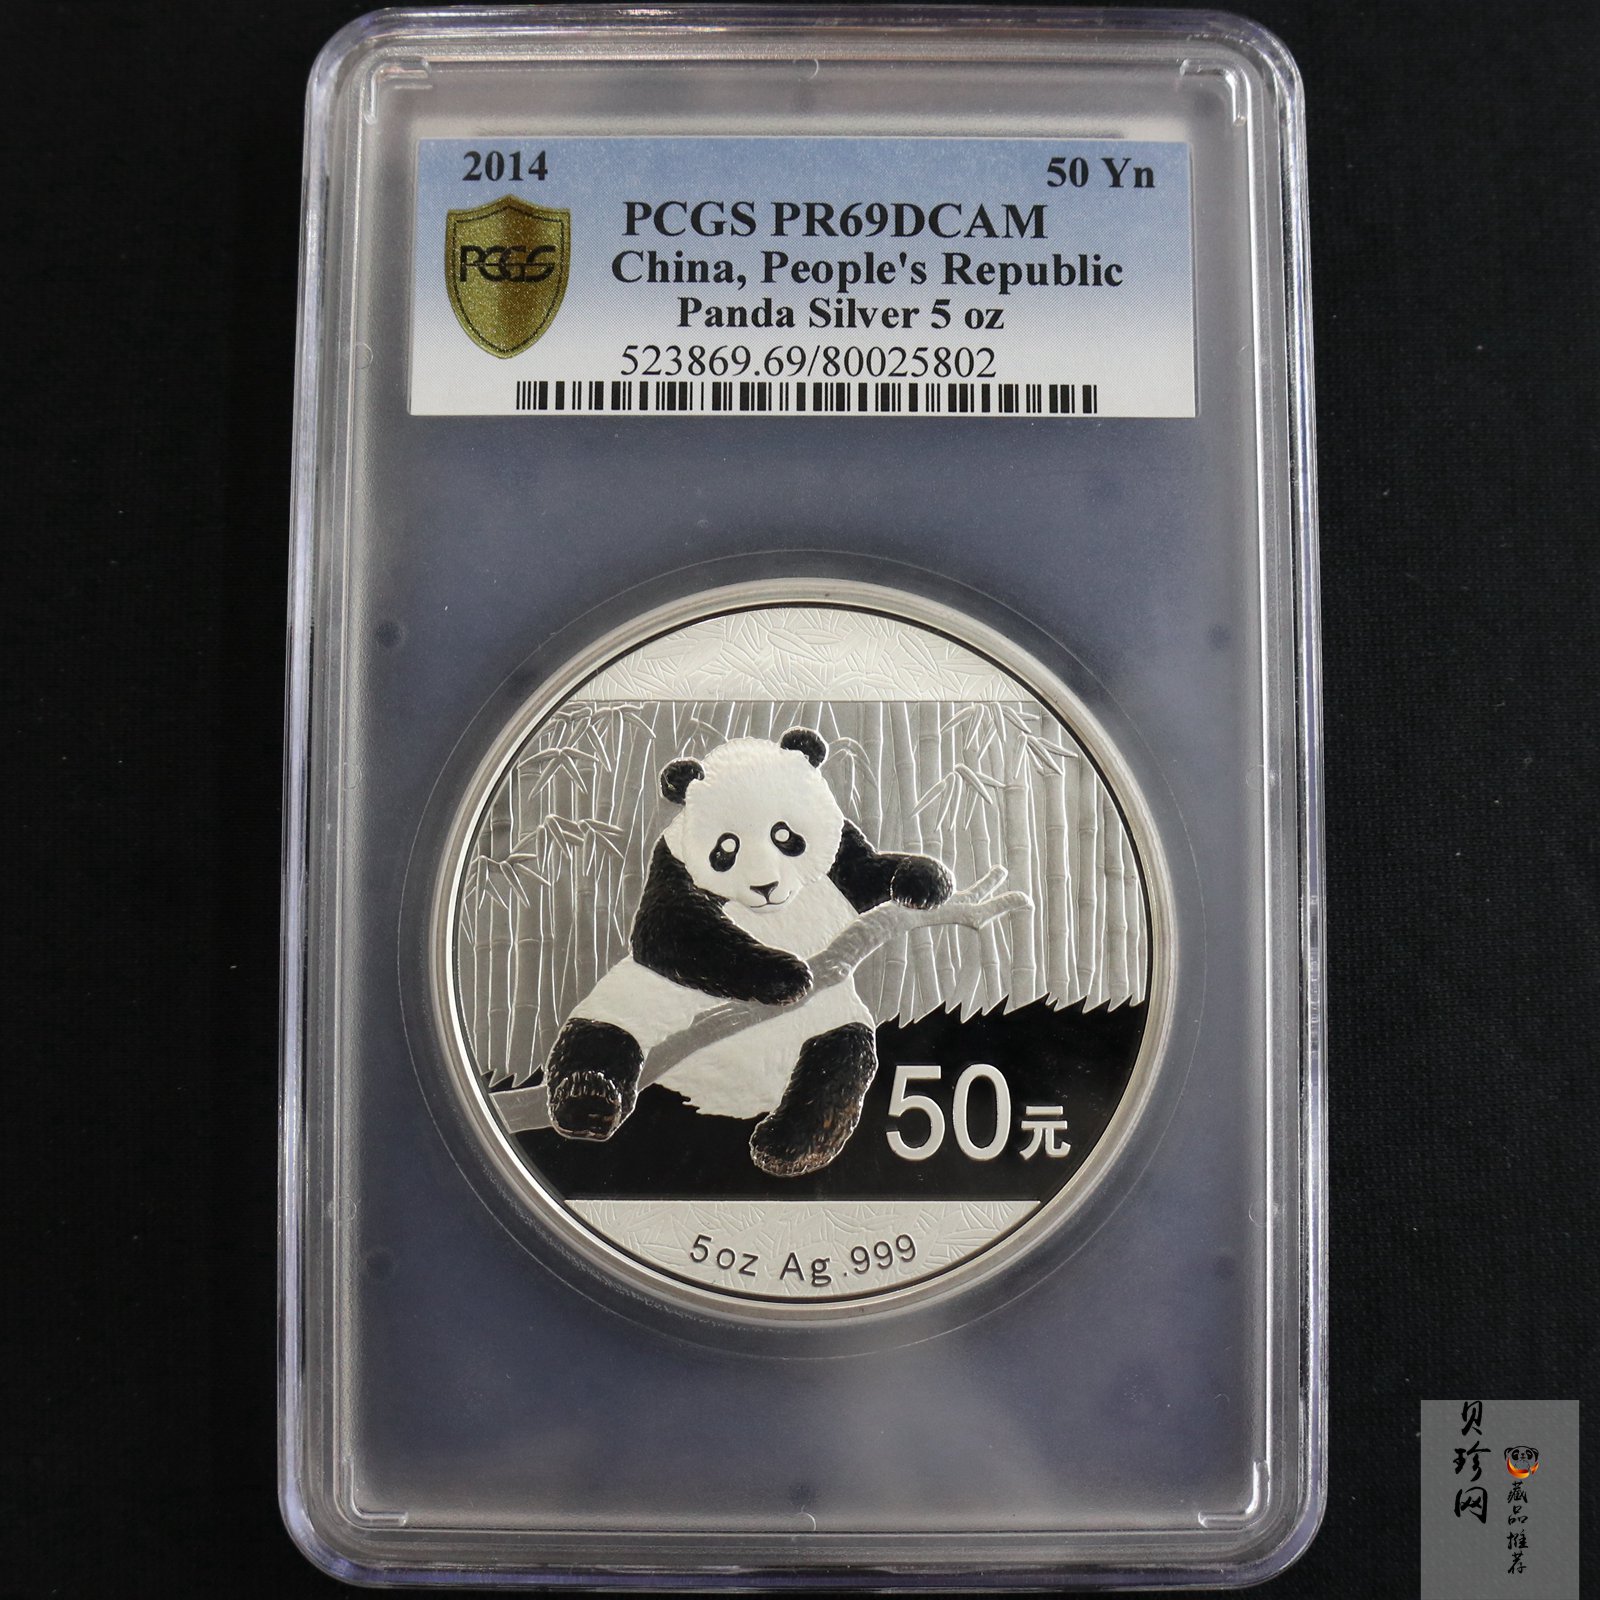 2014
50 Yn
PCGS
PCGS PR69DCAM
China, People's Republic
Panda Silver 5 oz
523869.69/80025802
50元
5oz Ag.999
贝珍网
藏品推荐